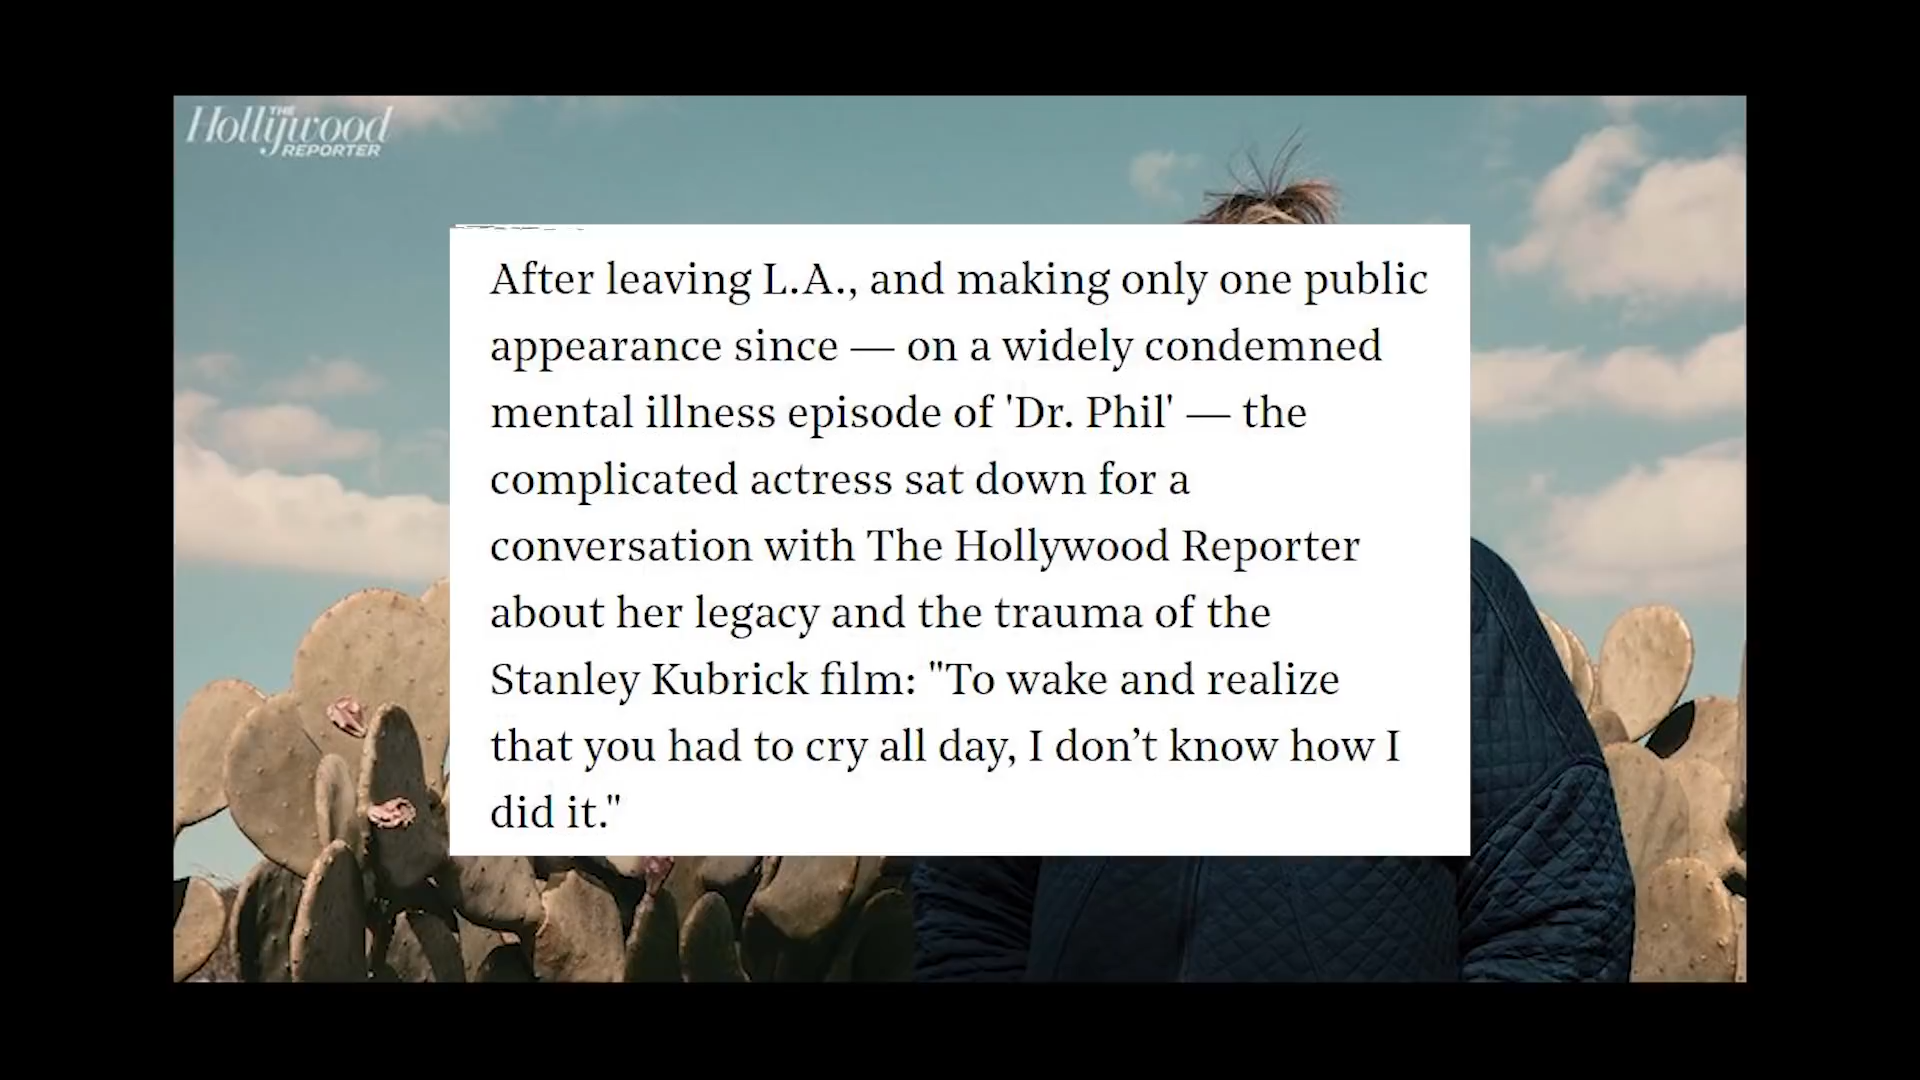 THE
Hollywood
REPORTER
After leaving L.A., and making only one public
appearance since — on a widely condemned
mental illness episode of 'Dr. Phil' — the
complicated actress sat down for a
conversation with The Hollywood Reporter
about her legacy and the trauma of the
Stanley Kubrick film: "To wake and realize
that you had to cry all day, I don’t know how I
did it."